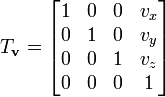 T_v = [ 1 0 0 v_x
0 1 0 v_y
0 0 1 v_z
0 0 0 1 ]